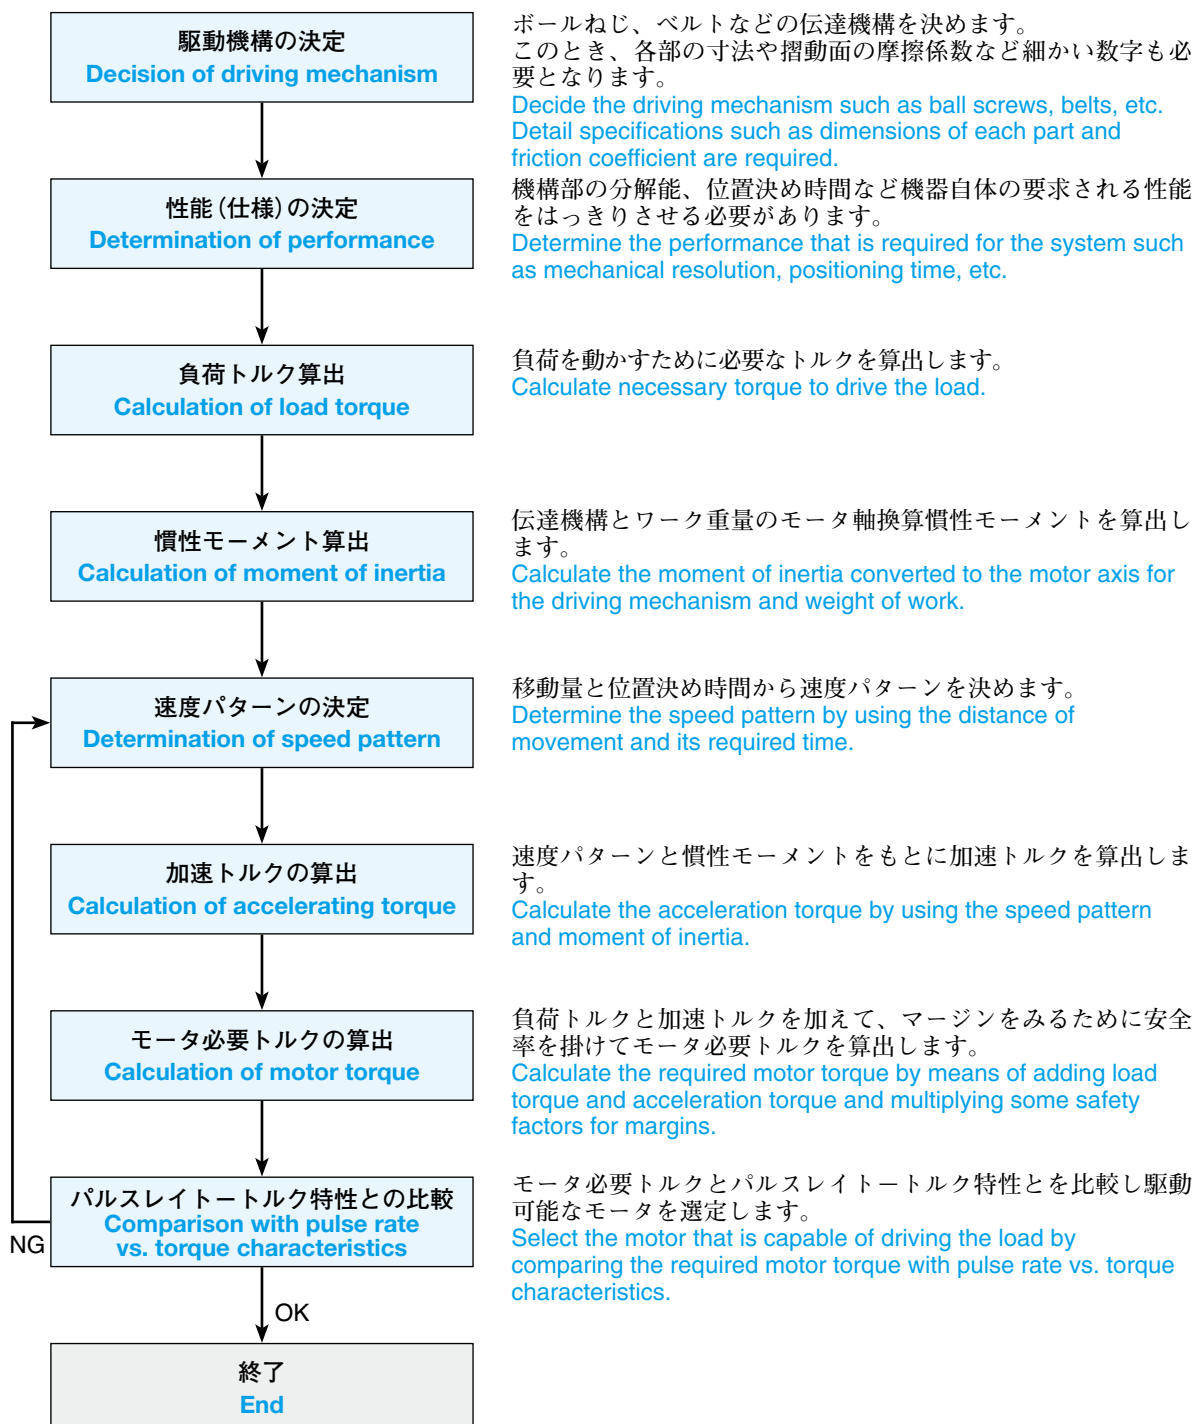 駆動機構の決定
Decision of driving mechanism
ボールねじ、ベルトなどの伝達機構を決めます。
このとき、各部の寸法や摺動面の摩擦係数など細かい数字も必
要となります。
Decide the driving mechanism such as ball screws, belts, etc.
Detail specifications such as dimensions of each part and
friction coefficient are required.
性能(仕様)の決定
Determination of performance
機構部の分解能、位置決め時間など機器自体の要求される性能
をはっきりさせる必要があります。
Determine the performance that is required for the system such
as mechanical resolution, positioning time, etc.
負荷トルク算出
Calculation of load torque
負荷を動かすために必要なトルクを算出します。
Calculate necessary torque to drive the load.
慣性モーメント算出
Calculation of moment of inertia
伝達機構とワーク重量のモータ軸換算慣性モーメントを算出し
ます。
Calculate the moment of inertia converted to the motor axis for
the driving mechanism and weight of work.
速度パターンの決定
Determination of speed pattern
移動量と位置決め時間から速度パターンを決めます。
Determine the speed pattern by using the distance of
movement and its required time.
加速トルクの算出
Calculation of accelerating torque
速度パターンと慣性モーメントをもとに加速トルクを算出しま
す。
Calculate the acceleration torque by using the speed pattern
and moment of inertia.
モータ必要トルクの算出
Calculation of motor torque
負荷トルクと加速トルクを加えて、マージンをみるために安全
率を掛けてモータ必要トルクを算出します。
Calculate the required motor torque by means of adding load
torque and acceleration torque and multiplying some safety
factors for margins.
パルスレイトートルク特性との比較
Comparison with pulse rate
vs. torque characteristics
NG
モータ必要トルクとパルスレイトートルク特性とを比較し駆動
可能なモータを選定します。
Select the motor that is capable of driving the load by
comparing the required motor torque with pulse rate vs. torque
characteristics.
OK
終了
End